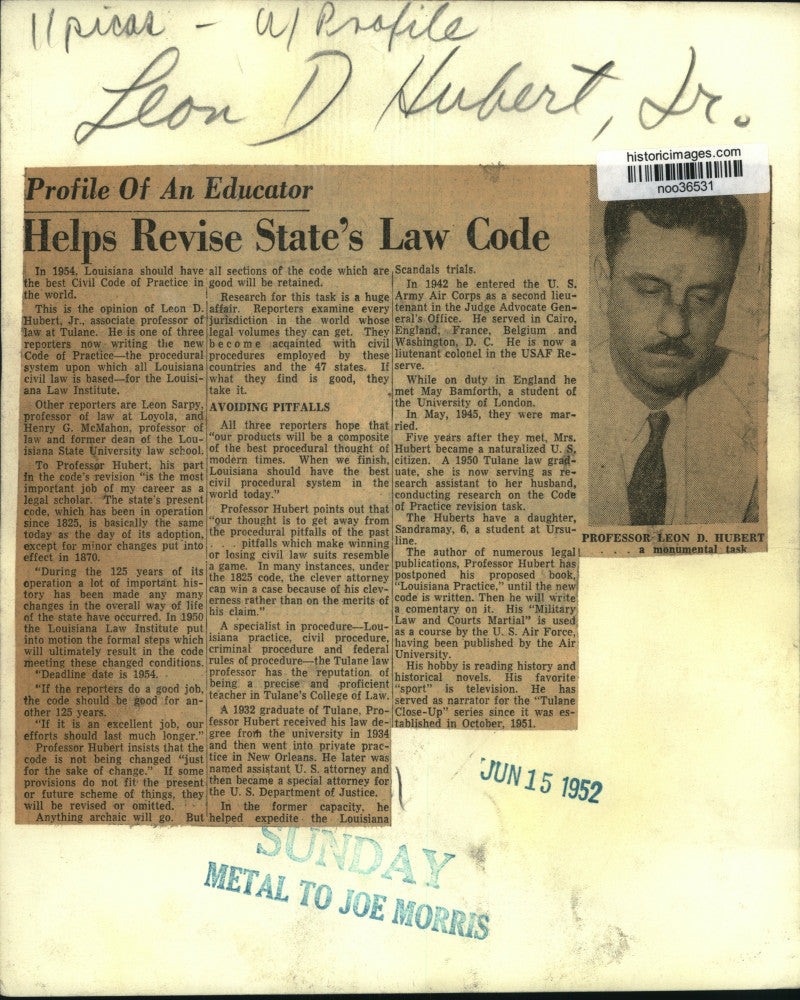 11 picas - w/ Profile
Leon D Hubert, Jr.
historicimages.com
noo36531
Profile Of An Educator
Helps Revise State's Law Code
In 1954, Louisiana should have
the best Civil Code of Practice in
the world.
This is the opinion of Leon D.
Hubert, Jr., associate professor of
law at Tulane. He is one of three
reporters now writing the new
Code of Practice—the procedural
system upon which all Louisiana
civil law is based—for the Louisi-
ana Law Institute.
Other reporters are Leon Sarpy,
professor of law at Loyola, and
Henry G. McMahon, professor of
law and former dean of the Lou-
isiana State University law school.
To Professor Hubert, his part
in the code's revision "is the most
important job of my career as a
legal scholar. The state's present
code, which has been in operation
since 1825, is basically the same
today as the day of its adoption,
except for minor changes put into
effect in 1870.
"During the 125 years of its
operation a lot of important his-
tory has been made any many
changes in the overall way of life
of the state have occurred. In 1950
the Louisiana Law Institute put
into motion the formal steps which
will ultimately result in the code
meeting these changed conditions.
"Deadline date is 1954.
"If the reporters do a good job,
the code should be good for an-
other 125 years.
"If it is an excellent job, our
efforts should last much longer."
Professor Hubert insists that the
code is not being changed "just
for the sake of change." If some
provisions do not fit the present
or future scheme of things, they
will be revised or omitted.
Anything archaic will go. But
all sections of the code which are
good will be retained.
Research for this task is a huge
affair. Reporters examine every
jurisdiction in the world whose
legal volumes they can get. They
become acqainted with civil
procedures employed by these
countries and the 47 states. If
what they find is good, they
take it.
AVOIDING PITFALLS
All three reporters hope that
"our products will be a composite
of the best procedural thought of
modern times. When we finish,
Louisiana should have the best
civil procedural system in the
world today."
Professor Hubert points out that
"our thought is to get away from
the procedural pitfalls of the past
. . . pitfalls which make winning
or losing civil law suits resemble
a game. In many instances, under
the 1825 code, the clever attorney
can win a case because of his clev-
erness rather than on the merits of
his claim."
A specialist in procedure—Lou-
isiana practice, civil procedure,
criminal procedure and federal
rules of procedure—the Tulane law
professor has the reputation of
being a precise and proficient
teacher in Tulane's College of Law.
A 1932 graduate of Tulane, Pro-
fessor Hubert received his law de-
gree from the university in 1934
and then went into private prac-
tice in New Orleans. He later was
named assistant U. S. attorney and
then became a special attorney for
the U. S. Department of Justice.
In the former capacity, he
helped expedite the Louisiana
Scandals trials.
In 1942 he entered the U. S.
Army Air Corps as a second lieu-
tenant in the Judge Advocate Gen-
eral's Office. He served in Cairo,
England, France, Belgium and
Washington, D. C. He is now a
liutenant colonel in the USAF Re-
serve.
While on duty in England he
met May Bamforth, a student of
the University of London.
In May, 1945, they were mar-
ried.
Five years after they met, Mrs.
Hubert became a naturalized U. S.
citizen. A 1950 Tulane law grad-
uate, she is now serving as re-
search assistant to her husband,
conducting research on the Code
of Practice revision task.
The Huberts have a daughter,
Sandramay, 6, a student at Ursu-
line.
The author of numerous legal
publications, Professor Hubert has
postponed his proposed book,
"Louisiana Practice," until the new
code is written. Then he will write
a comentary on it. His "Military
Law and Courts Martial" is used
as a course by the U. S. Air Force,
having been published by the Air
University.
His hobby is reading history and
historical novels. His favorite
"sport" is television. He has
served as narrator for the "Tulane
Close-Up" series since it was es-
tablished in October, 1951.
PROFESSOR LEON D. HUBERT
. . . . a monumental task
JUN 15 1952
SUNDAY
METAL TO JOE MORRIS